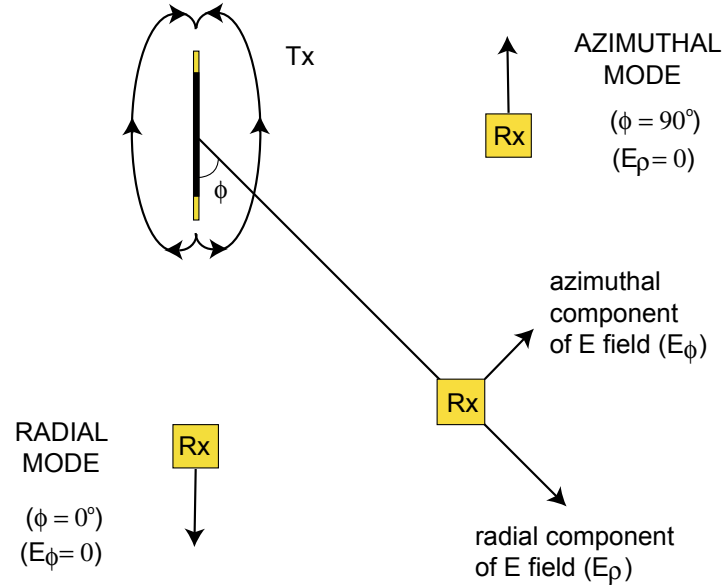 Tx
AZIMUTHAL
MODE
(ϕ = 90°)
(Eρ = 0)
Rx
ϕ
azimuthal
component
of E field (Eϕ)
Rx
radial component
of E field (Eρ)
RADIAL
MODE
(ϕ = 0°)
(Eϕ= 0)
Rx